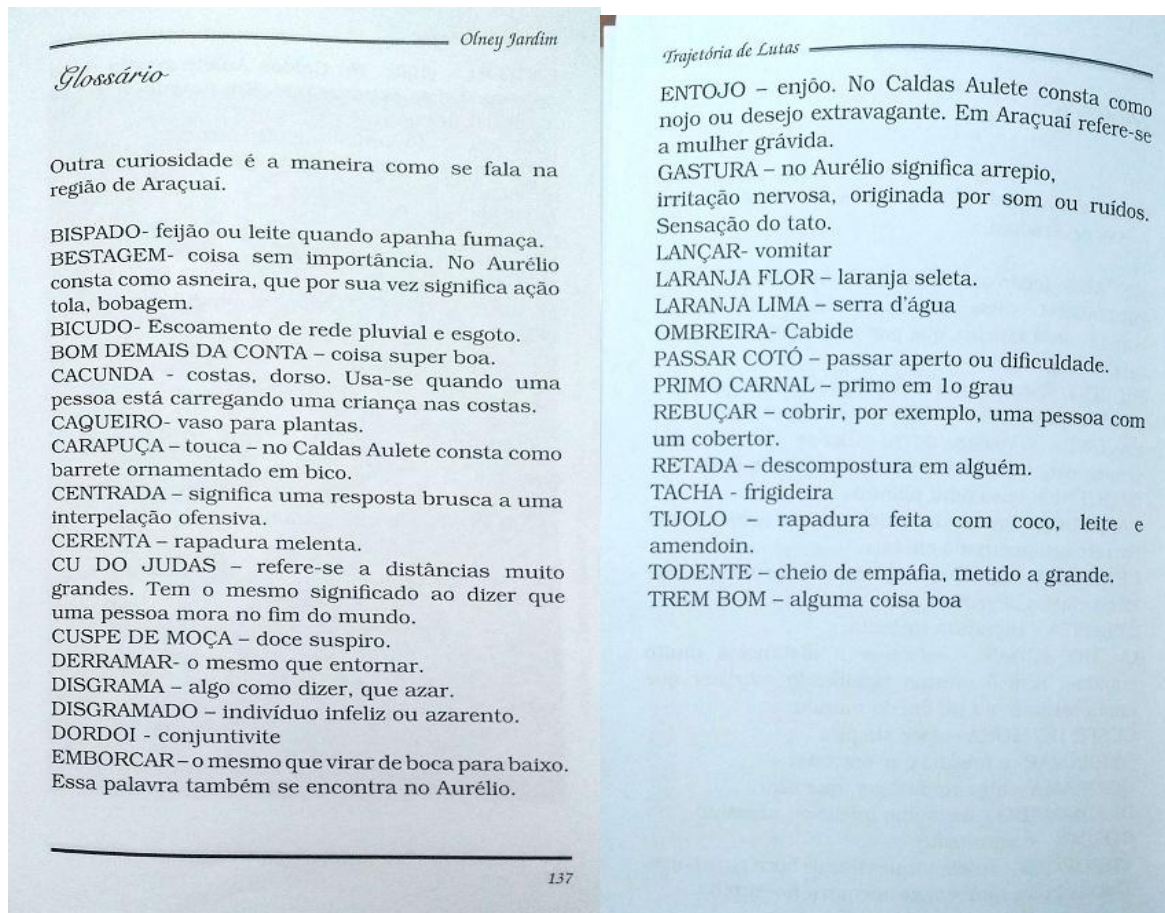 Olney Jardim
Glossário
Outra curiosidade é a maneira como se fala na
região de Araçuaí.
BISPADO- feijão ou leite quando apanha fumaça.
BESTAGEM- coisa sem importância. No Aurélio
consta como asneira, que por sua vez significa ação
tola, bobagem.
BICUDO- Escoamento de rede pluvial e esgoto.
BOM DEMAIS DA CONTA – coisa super boa.
CACUNDA - costas, dorso. Usa-se quando uma
pessoa está carregando uma criança nas costas.
CAQUEIRO- vaso para plantas.
CARAPUÇA – touca – no Caldas Aulete consta como
barrete ornamentado em bico.
CENTRADA – significa uma resposta brusca a uma
interpelação ofensiva.
CERENTA – rapadura melenta.
CU DO JUDAS – refere-se a distâncias muito
grandes. Tem o mesmo significado ao dizer que
uma pessoa mora no fim do mundo.
CUSPE DE MOÇA – doce suspiro.
DERRAMAR- o mesmo que entornar.
DISGRAMA – algo como dizer, que azar.
DISGRAMADO – indivíduo infeliz ou azarento.
DORDOI - conjuntivite
EMBORCAR – o mesmo que virar de boca para baixo.
Essa palavra também se encontra no Aurélio.
137
Trajetória de Lutas
ENTOJO – enjôo. No Caldas Aulete consta como
nojo ou desejo extravagante. Em Araçuaí refere-se
a mulher grávida.
GASTURA – no Aurélio significa arrepio,
irritação nervosa, originada por som ou ruídos.
Sensação do tato.
LANÇAR- vomitar
LARANJA FLOR – laranja seleta.
LARANJA LIMA – serra d'água
OMBREIRA- Cabide
PASSAR COTÓ – passar aperto ou dificuldade.
PRIMO CARNAL – primo em 1o grau
REBUÇAR – cobrir, por exemplo, uma pessoa com
um cobertor.
RETADA – descompostura em alguém.
TACHA - frigideira
TIJOLO – rapadura feita com coco, leite e
amendoin.
TODENTE – cheio de empáfia, metido a grande.
TREM BOM – alguma coisa boa